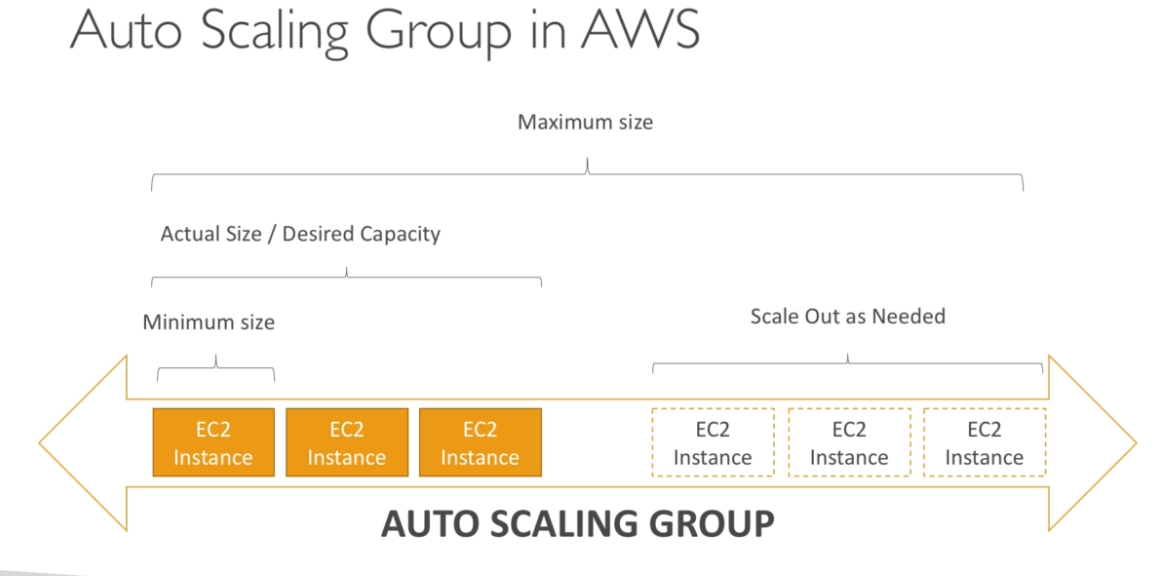 Auto Scaling Group in AWS
Maximum size
Actual Size / Desired Capacity
Minimum size
Scale Out as Needed
EC2
Instance
EC2
Instance
EC2
Instance
EC2
Instance
EC2
Instance
EC2
Instance
AUTO SCALING GROUP